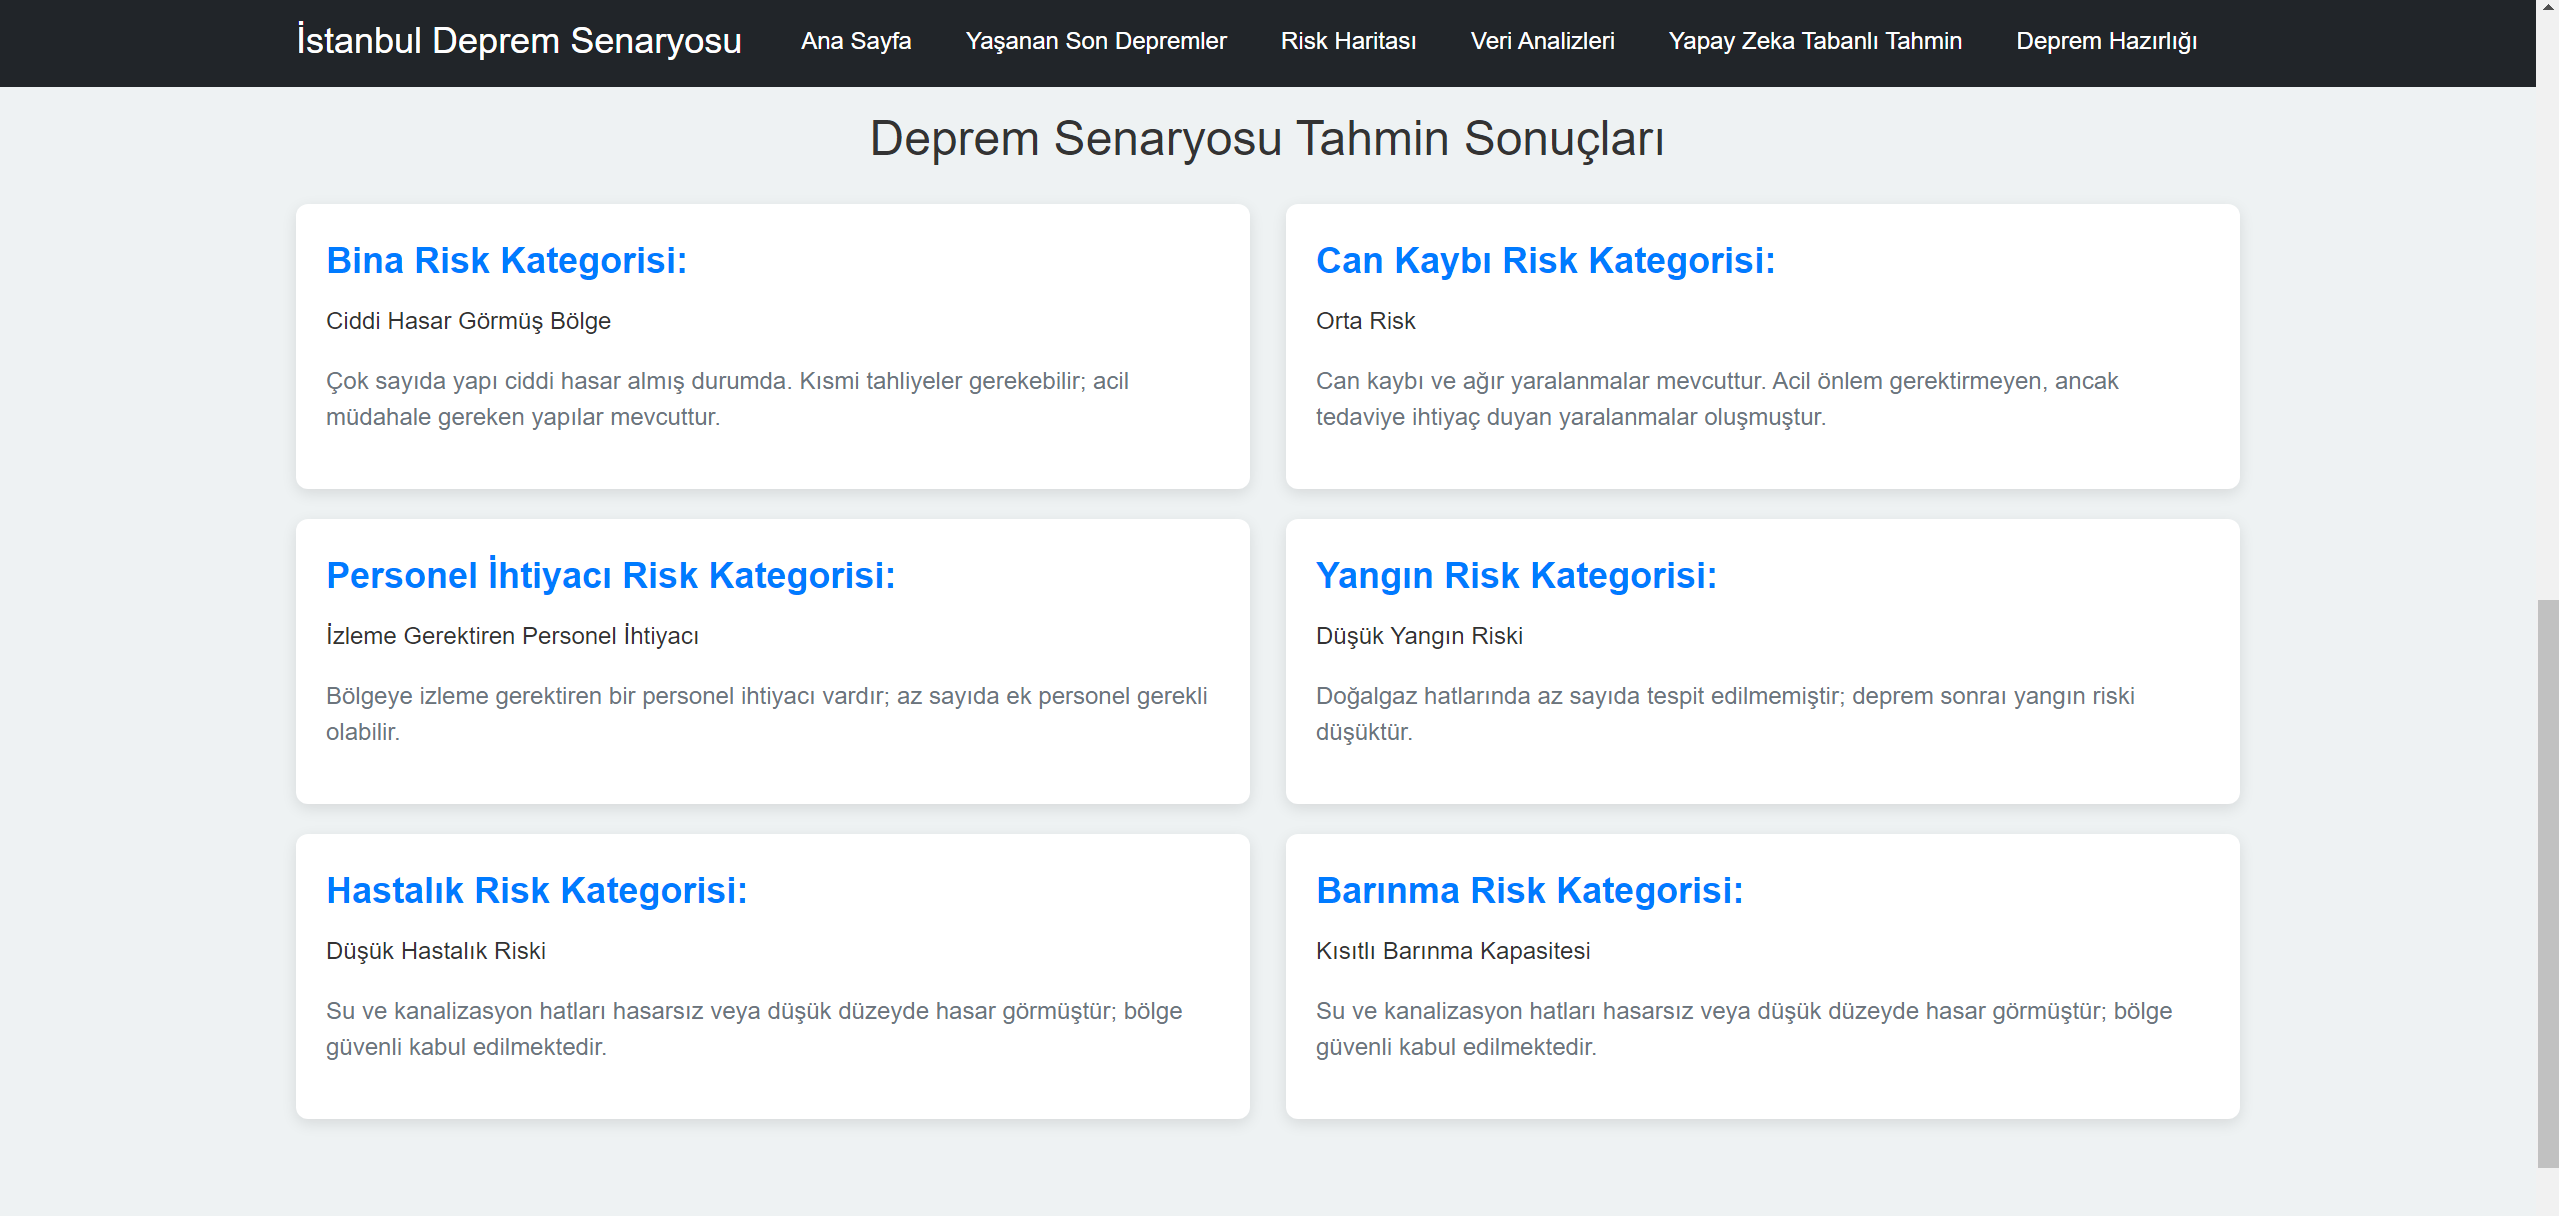 İstanbul Deprem Senaryosu Ana Sayfa Yaşanan Son Depremler Risk Haritası Veri Analizleri Yapay Zeka Tabanlı Tahmin Deprem Hazırlığı
Deprem Senaryosu Tahmin Sonuçları
Bina Risk Kategorisi:
Ciddi Hasar Görmüş Bölge
Çok sayıda yapı ciddi hasar almış durumda. Kısmi tahliyeler gerekebilir; acil
müdahale gereken yapılar mevcuttur.
Can Kaybı Risk Kategorisi:
Orta Risk
Can kaybı ve ağır yaralanmalar mevcuttur. Acil önlem gerektirmeyen, ancak
tedaviye ihtiyaç duyan yaralanmalar oluşmuştur.
Personel İhtiyacı Risk Kategorisi:
İzleme Gerektiren Personel İhtiyacı
Bölgeye izleme gerektiren bir personel ihtiyacı vardır; az sayıda ek personel gerekli
olabilir.
Yangın Risk Kategorisi:
Düşük Yangın Riski
Doğalgaz hatlarında az sayıda tespit edilmemiştir; deprem sonraı yangın riski
düşüktür.
Hastalık Risk Kategorisi:
Düşük Hastalık Riski
Su ve kanalizasyon hatları hasarsız veya düşük düzeyde hasar görmüştür; bölge
güvenli kabul edilmektedir.
Barınma Risk Kategorisi:
Kısıtlı Barınma Kapasitesi
Su ve kanalizasyon hatları hasarsız veya düşük düzeyde hasar görmüştür; bölge
güvenli kabul edilmektedir.